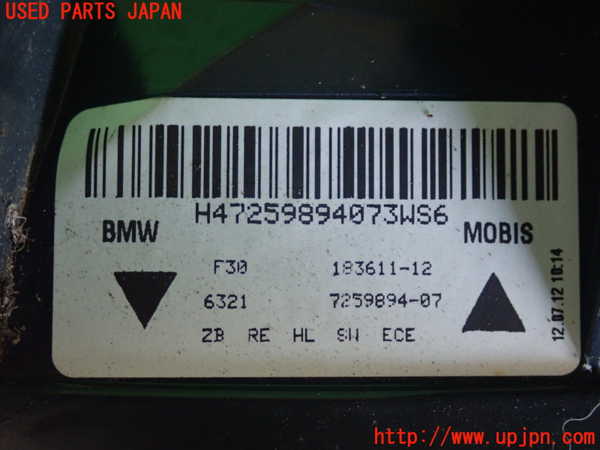 USED PARTS JAPAN
H47259894073WS6
BMW
MOBIS
F30 183611-12
6321 7259894-07
ZB RE HL SW ECE
12.07.12 10:14
http://www.upjpn.com/